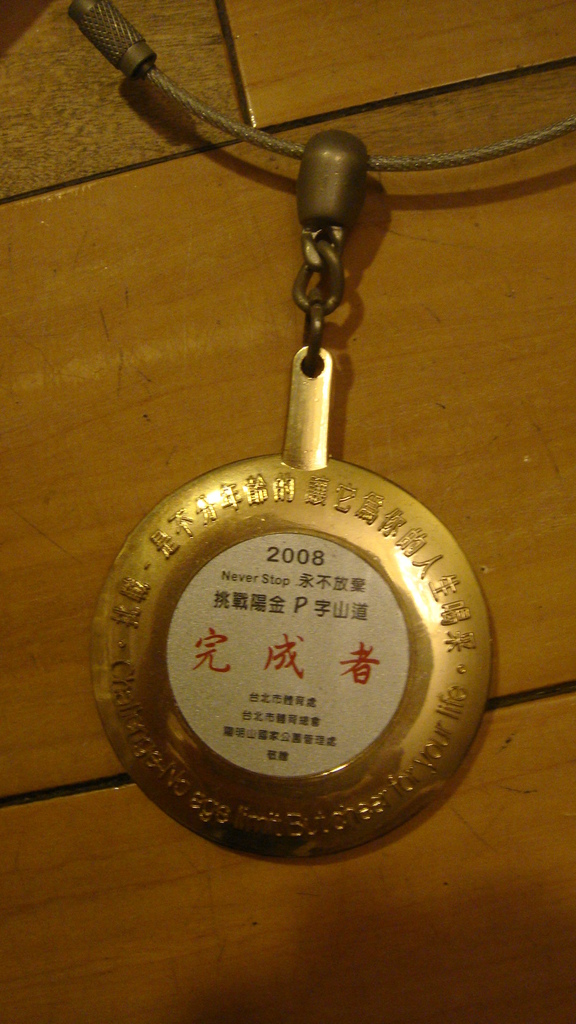 挑戰．是不分年齡的 讓它為你的人生喝采
2008
Never Stop 永不放棄
挑戰陽金P字山道
完成者
台北市體育處
台北市體育總會
陽明山國家公園管理處
敬贈
Challenge-No age limit But cheer for your life